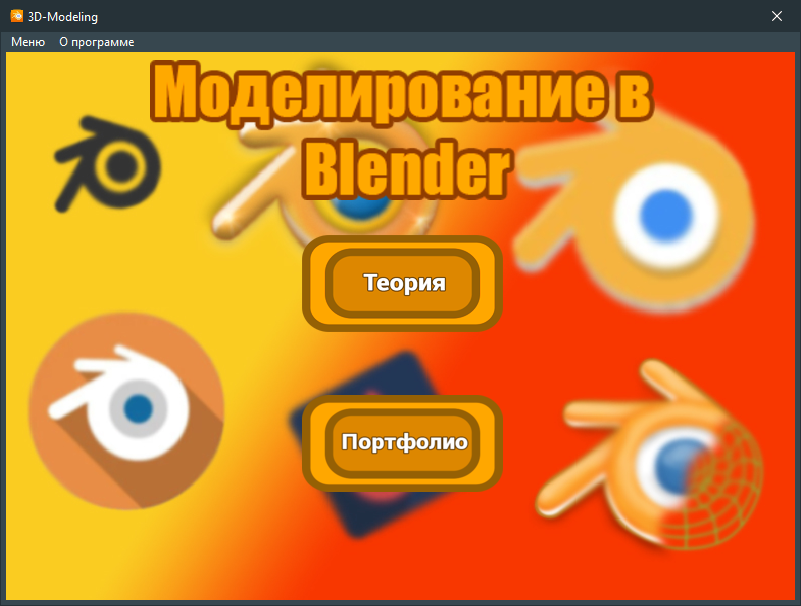 3D-Modeling
Меню О программе
Моделирование в
Blender
Теория
Портфолио